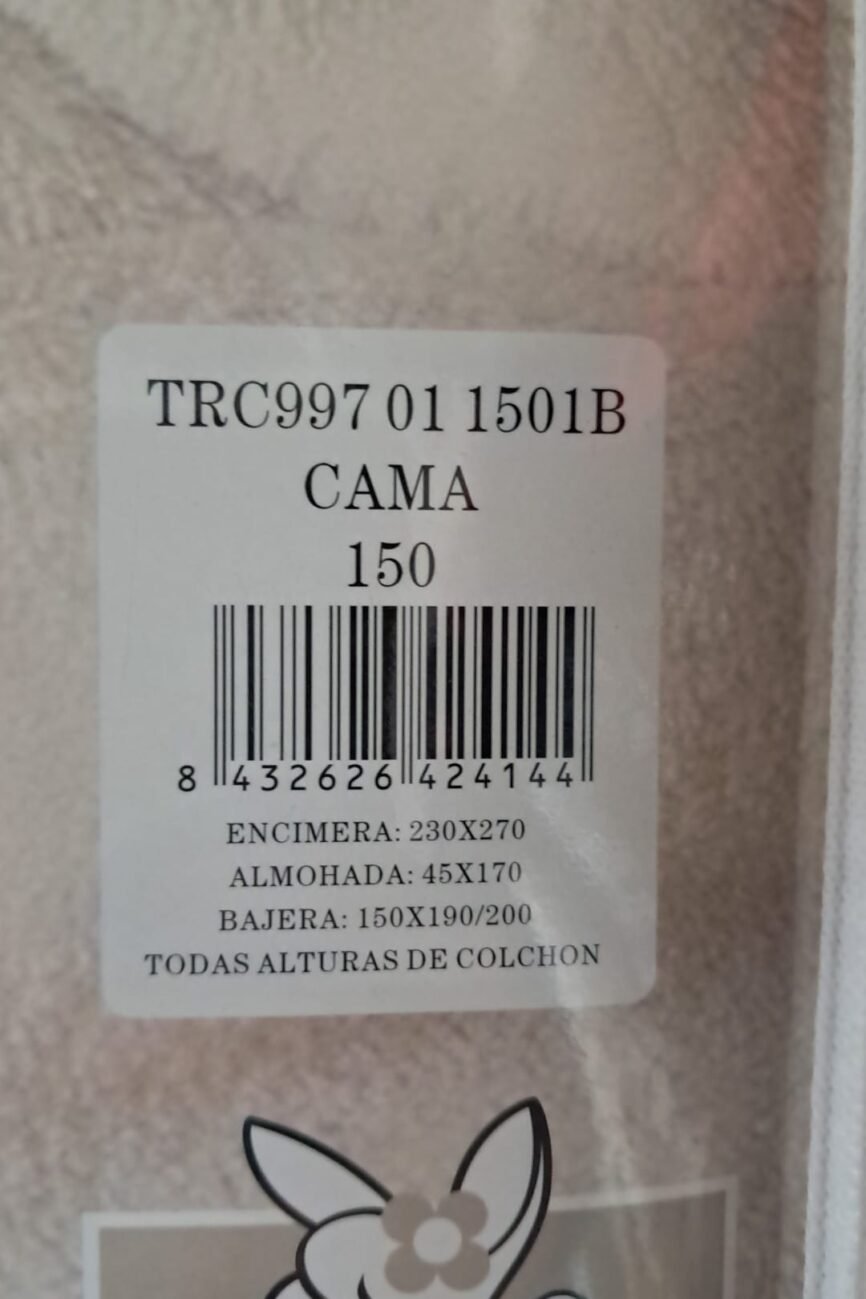 TRC997 01 1501B
CAMA
150
8 432626 424144
ENCIMERA: 230X270
ALMOHADA: 45X170
BAJERA: 150X190/200
TODAS ALTURAS DE COLCHON